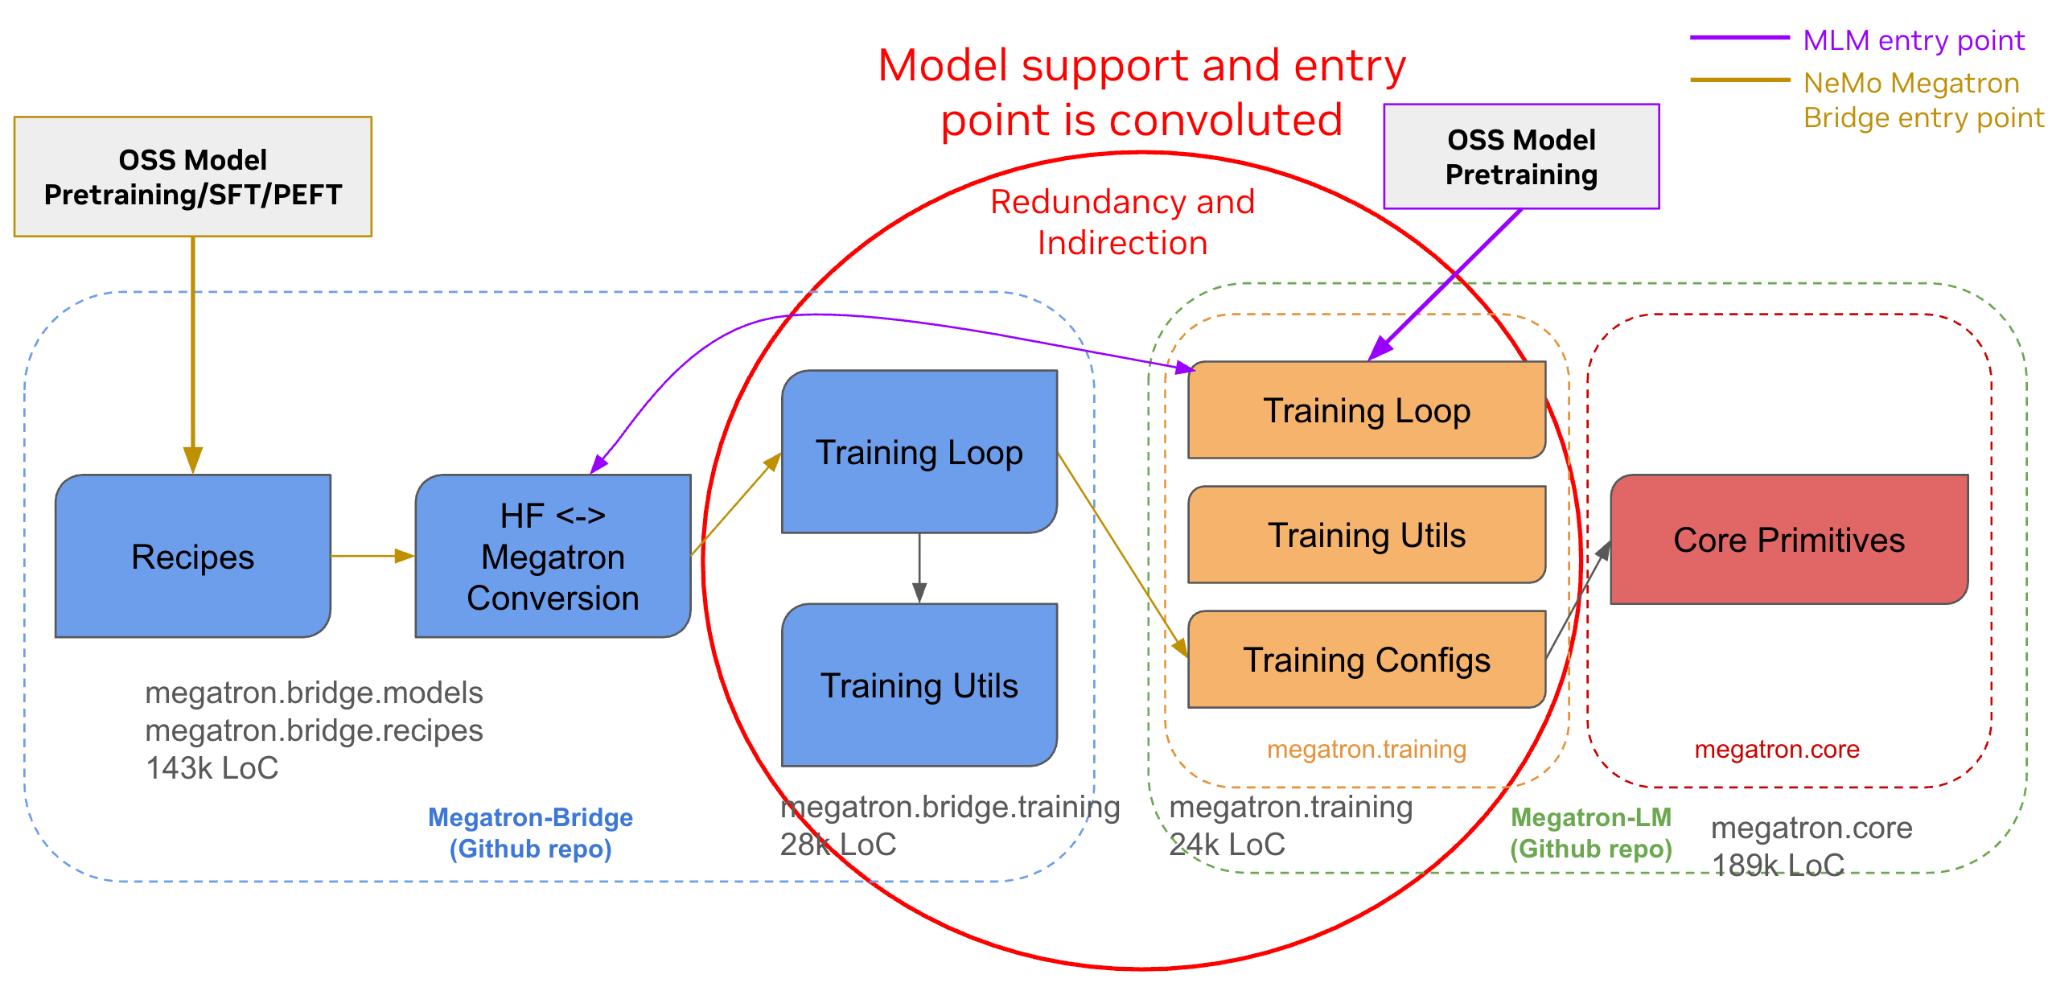 MLM entry point
NeMo Megatron
Bridge entry point
Model support and entry
point is convoluted
OSS Model
Pretraining/SFT/PEFT
OSS Model
Pretraining
Redundancy and
Indirection
Recipes
HF <->
Megatron
Conversion
Training Loop
Training Utils
Training Loop
Training Utils
Training Configs
Core Primitives
megatron.bridge.models
megatron.bridge.recipes
143k LoC
megatron.training
megatron.core
Megatron-Bridge
(Github repo)
megatron.bridge.training
28k LoC
megatron.training
24k LoC
Megatron-LM
(Github repo)
megatron.core
189k LoC